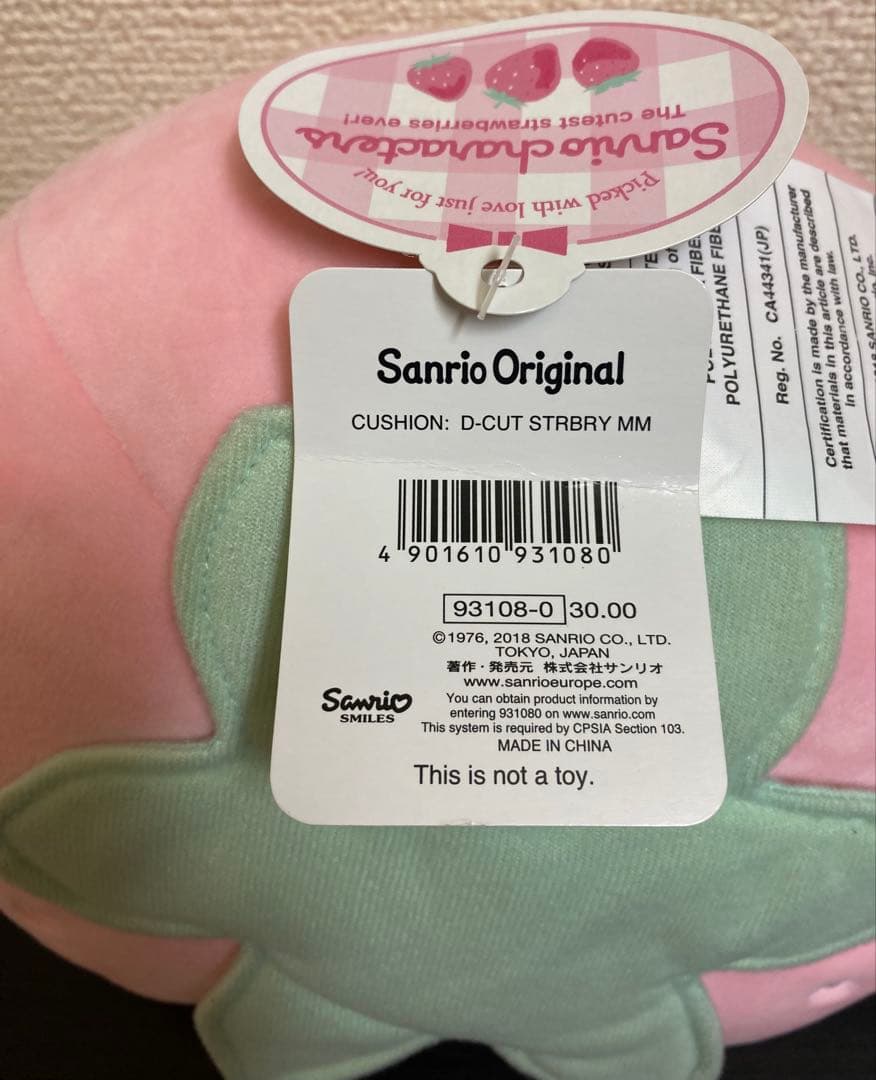 Sanrio characters
The cutest strawberries ever!
Picked with love just for you!
Sanrio Original
CUSHION: D-CUT STRBRY MM
4 901610 931080
93108-0 30.00
©1976, 2018 SANRIO CO., LTD.
TOKYO, JAPAN
著作・発売元 株式会社サンリオ
www.sanrioeurope.com
Sanrio
SMILES
You can obtain product information by
entering 931080 on www.sanrio.com
This system is required by CPSIA Section 103.
MADE IN CHINA
This is not a toy.
POLYURETHANE FIBE
Reg. No. CA44341(JP)
Certification is made by the manufacturer
that materials in this article are described
In accordance with law.
SANRIO CO., LTD.